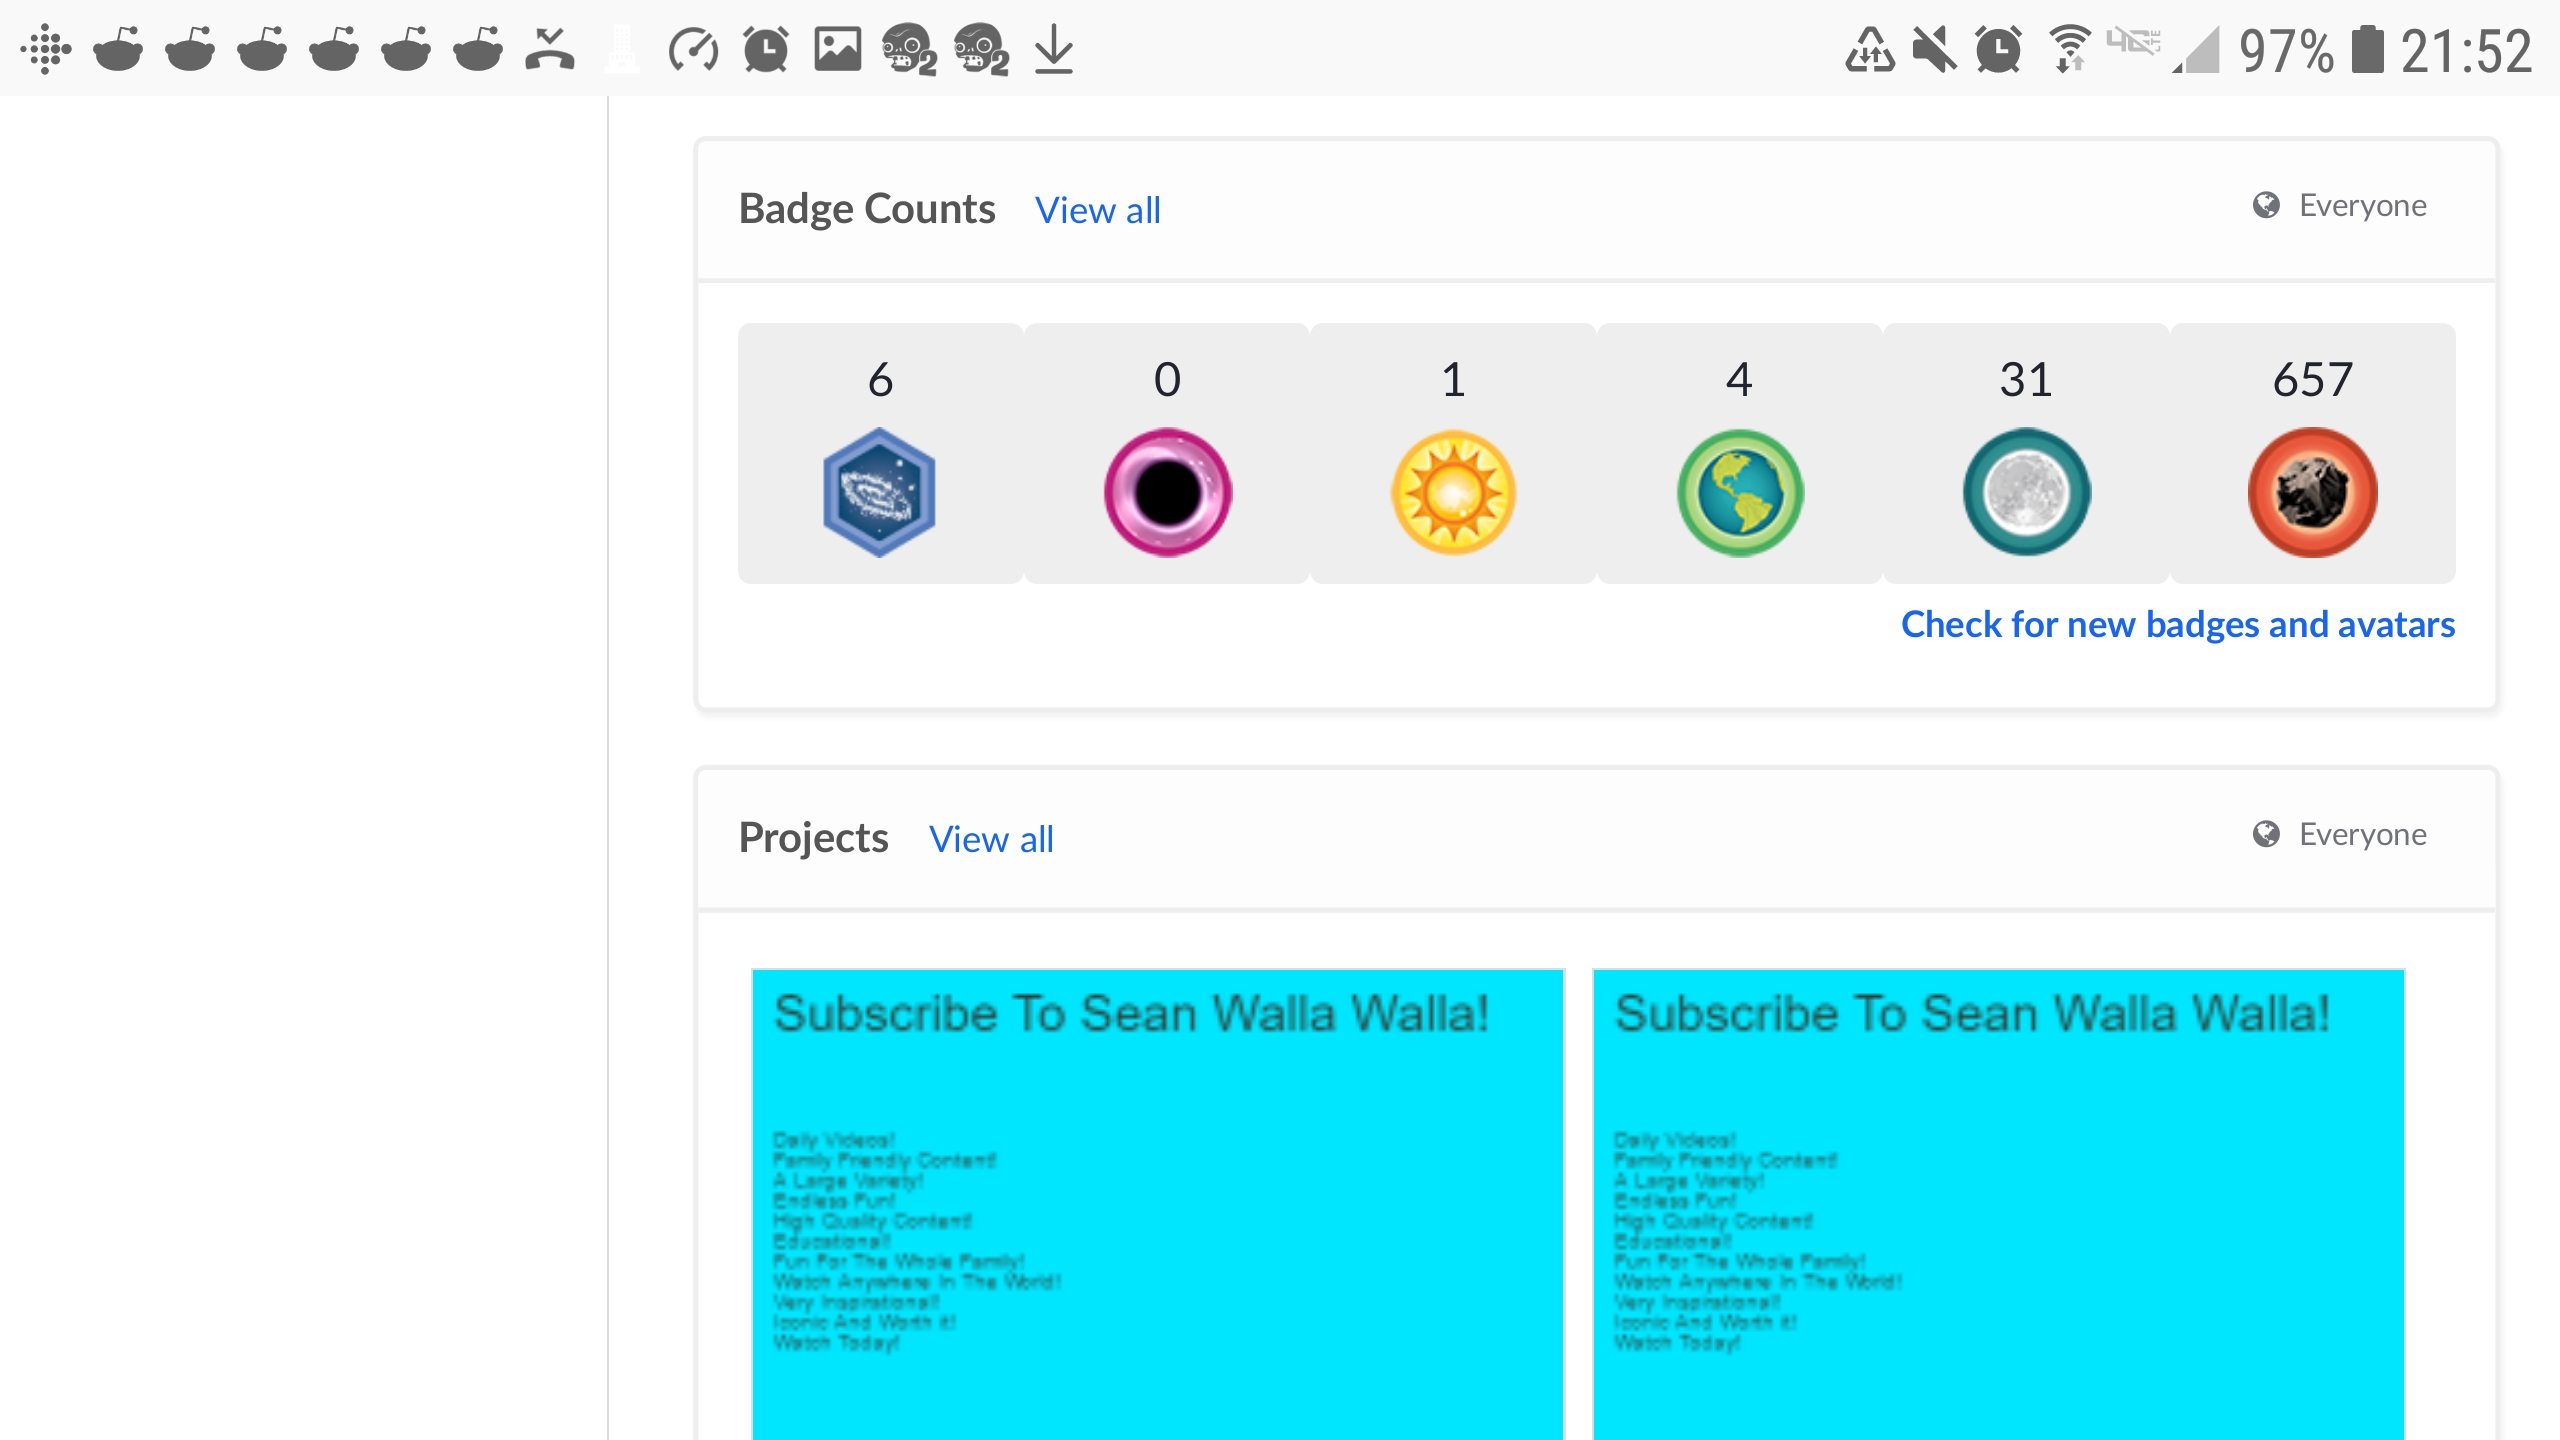 97% 21:52
Badge Counts View all Everyone
6 0 1 4 31 657
Check for new badges and avatars
Projects View all Everyone
Subscribe To Sean Walla Walla! Subscribe To Sean Walla Walla!
Daily Videos! Daily Videos!
Family Friendly Content! Family Friendly Content!
A Large Variety! A Large Variety!
Endless Fun! Endless Fun!
High Quality Content! High Quality Content!
Educational! Educational!
Fun For The Whole Family! Fun For The Whole Family!
Watch Anywhere In The World! Watch Anywhere In The World!
Very Inspirational! Very Inspirational!
Iconic And Worth it! Iconic And Worth it!
Watch Today! Watch Today!